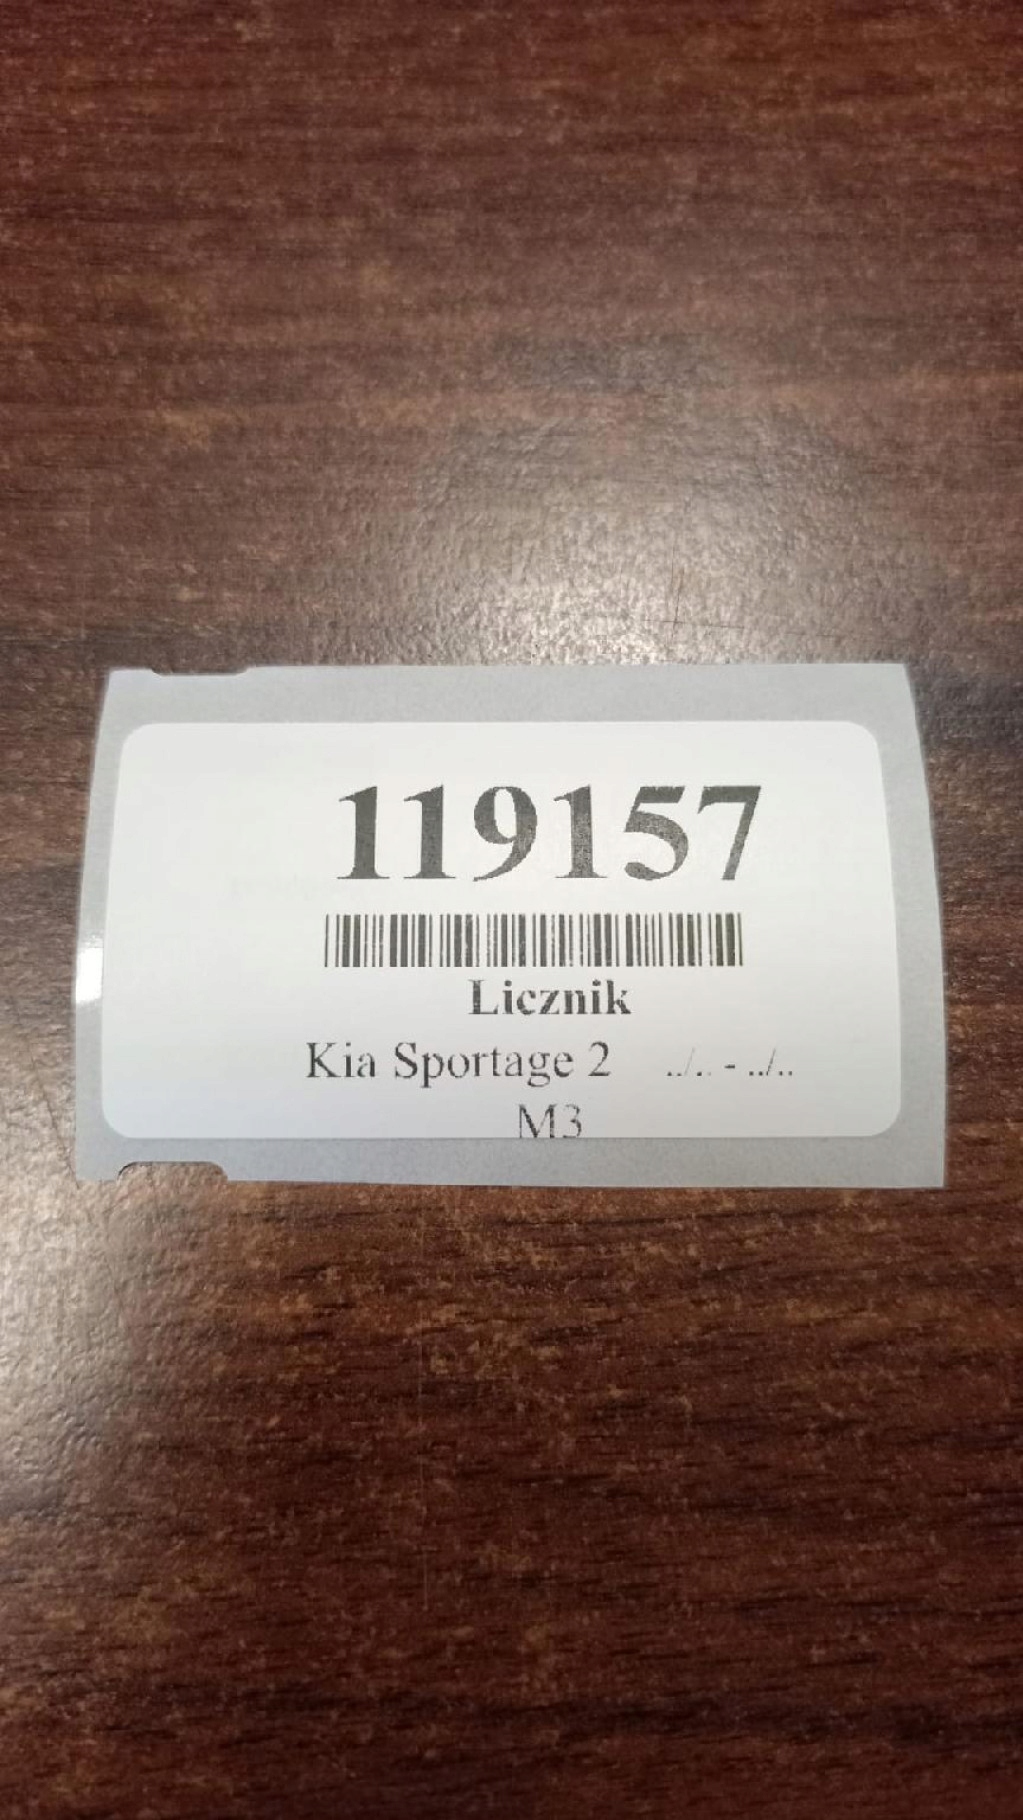 119157
Licznik
Kia Sportage 2 ../.. - ../..
M3